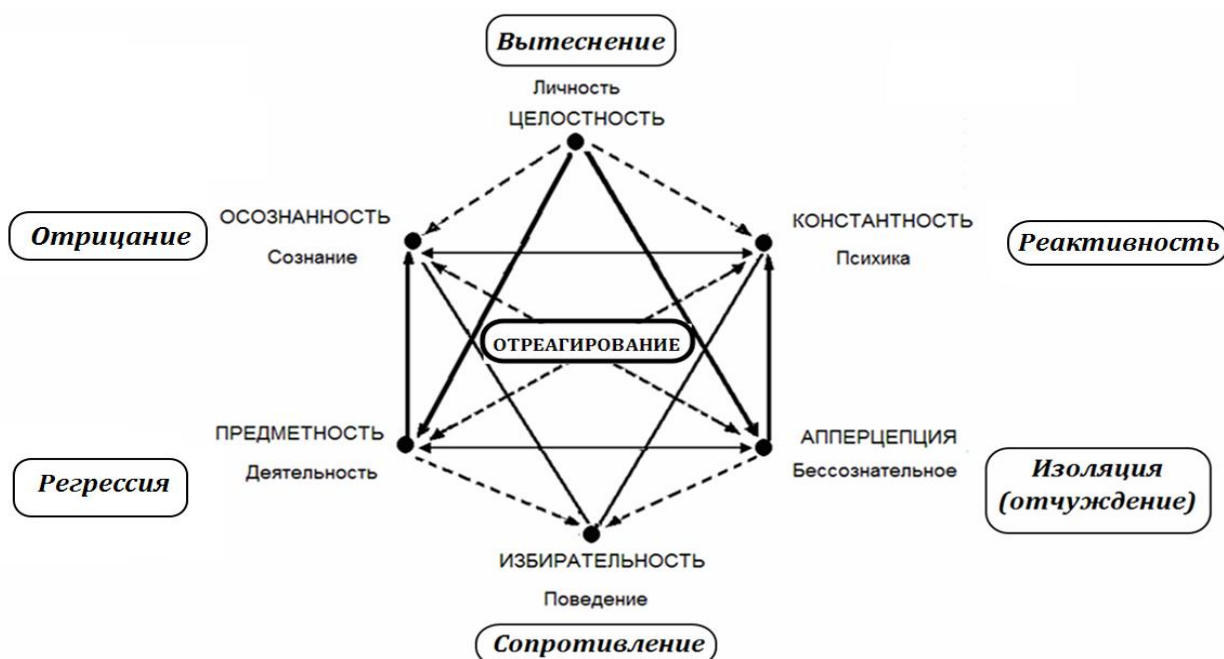 Вытеснение
Личность
ЦЕЛОСТНОСТЬ
ОСОЗНАННОСТЬ
КОНСТАНТНОСТЬ
Отрицание
Реактивность
Сознание
Психика
ОТРЕАГИРОВАНИЕ
ПРЕДМЕТНОСТЬ
АППЕРЦЕПЦИЯ
Деятельность
Бессознательное
Регрессия
Изоляция
(отчуждение)
ИЗБИРАТЕЛЬНОСТЬ
Поведение
Сопротивление